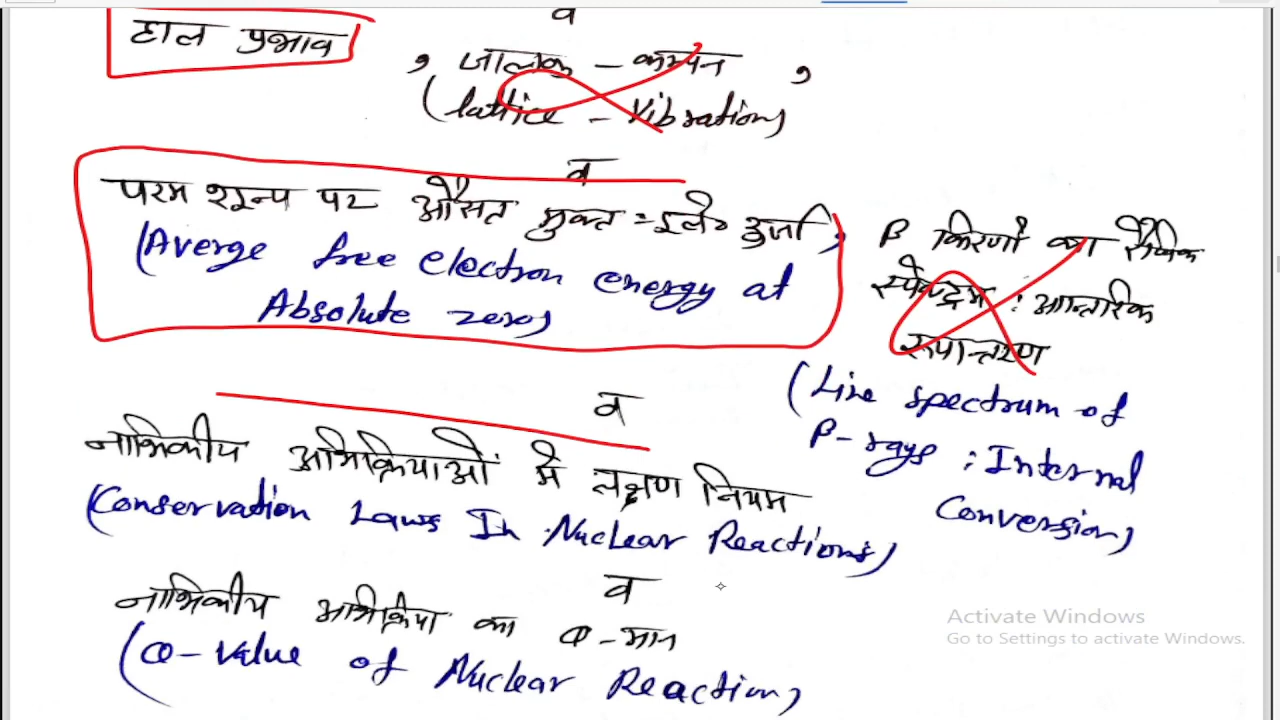 व
हाल प्रभाव
, जालक - कम्पन ,
(lattice - Vibration)
व
परम शून्य पर औसत मुक्त = इले० ऊर्जा,
(Averge free electron energy at
Absolute zero)
β किरणों का रैखिक
स्पेक्ट्रम : आन्तरिक
रूपान्तरण
(Line spectrum of
β-rays : Internal
Conversion)
व
नाभिकीय अभिक्रियाओं में लक्षण नियम
(Conservation Laws In Nuclear Reactions)
व
नाभिकीय अभिक्रिया का Q-मान
(Q-value of Nuclear Reaction)
Activate Windows
Go to Settings to activate Windows.